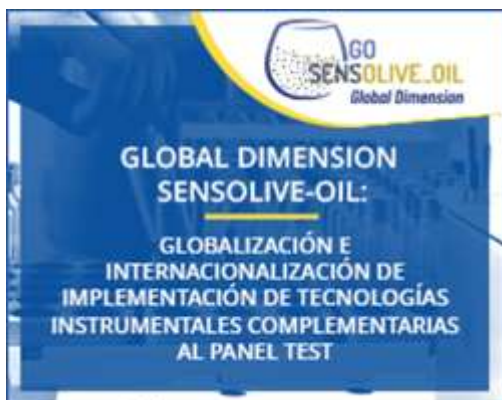 GO
SENSOLIVE_OIL
Global Dimension
GLOBAL DIMENSION
SENSOLIVE-OIL:
GLOBALIZACIÓN E
INTERNACIONALIZACIÓN DE
IMPLEMENTACIÓN DE TECNOLOGÍAS
INSTRUMENTALES COMPLEMENTARIAS
AL PANEL TEST